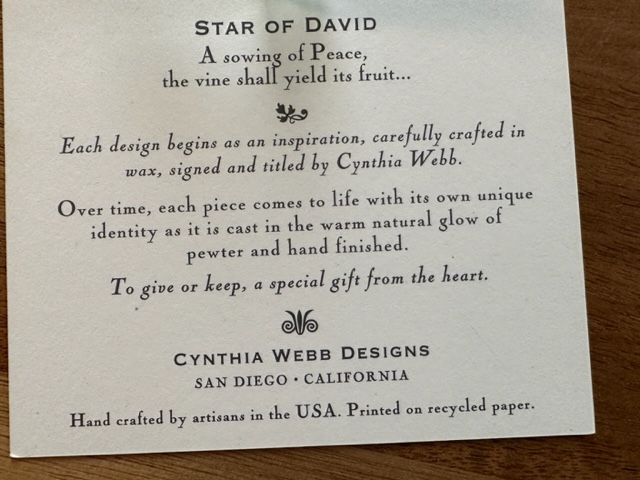 STAR OF DAVID
A sowing of Peace,
the vine shall yield its fruit...
Each design begins as an inspiration, carefully crafted in
wax, signed and titled by Cynthia Webb.
Over time, each piece comes to life with its own unique
identity as it is cast in the warm natural glow of
pewter and hand finished.
To give or keep, a special gift from the heart.
CYNTHIA WEBB DESIGNS
SAN DIEGO • CALIFORNIA
Hand crafted by artisans in the USA. Printed on recycled paper.